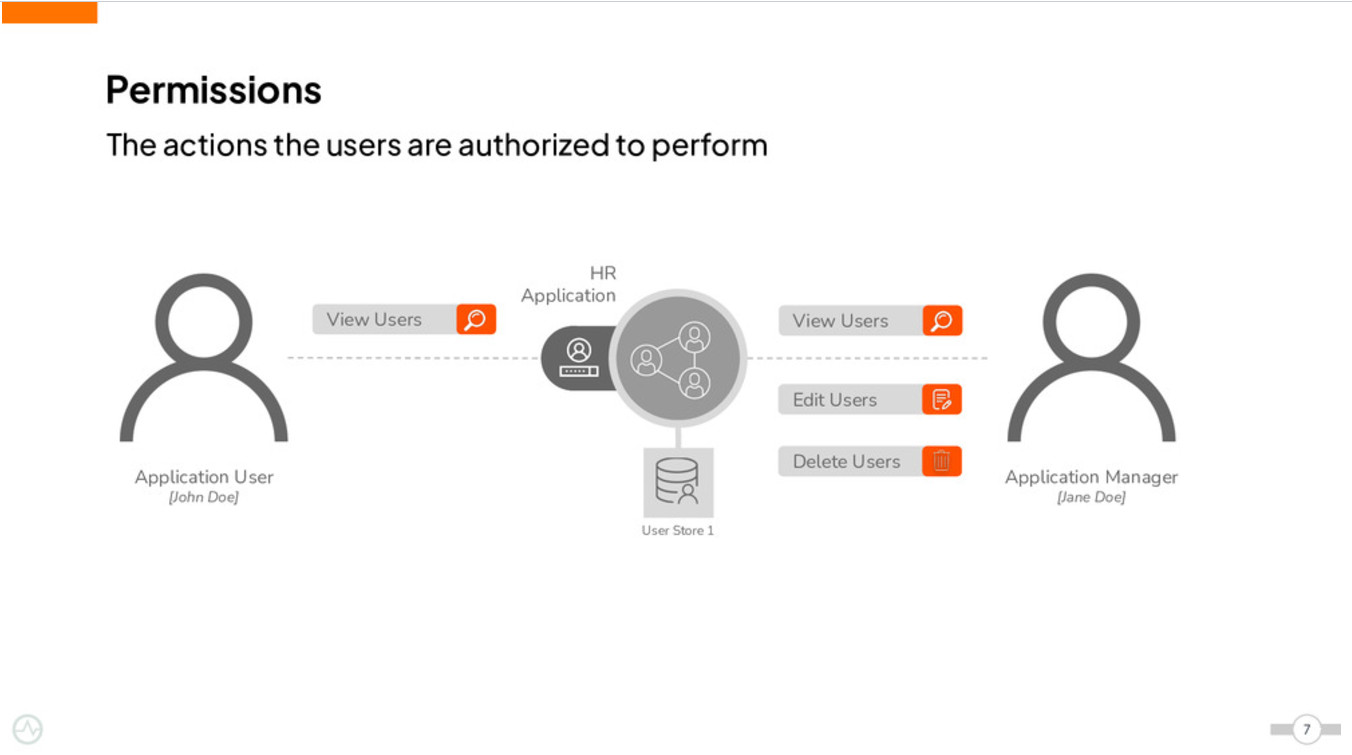 Permissions
The actions the users are authorized to perform
HR
Application
View Users
View Users
Edit Users
Delete Users
Application User
[John Doe]
Application Manager
[Jane Doe]
User Store 1
7